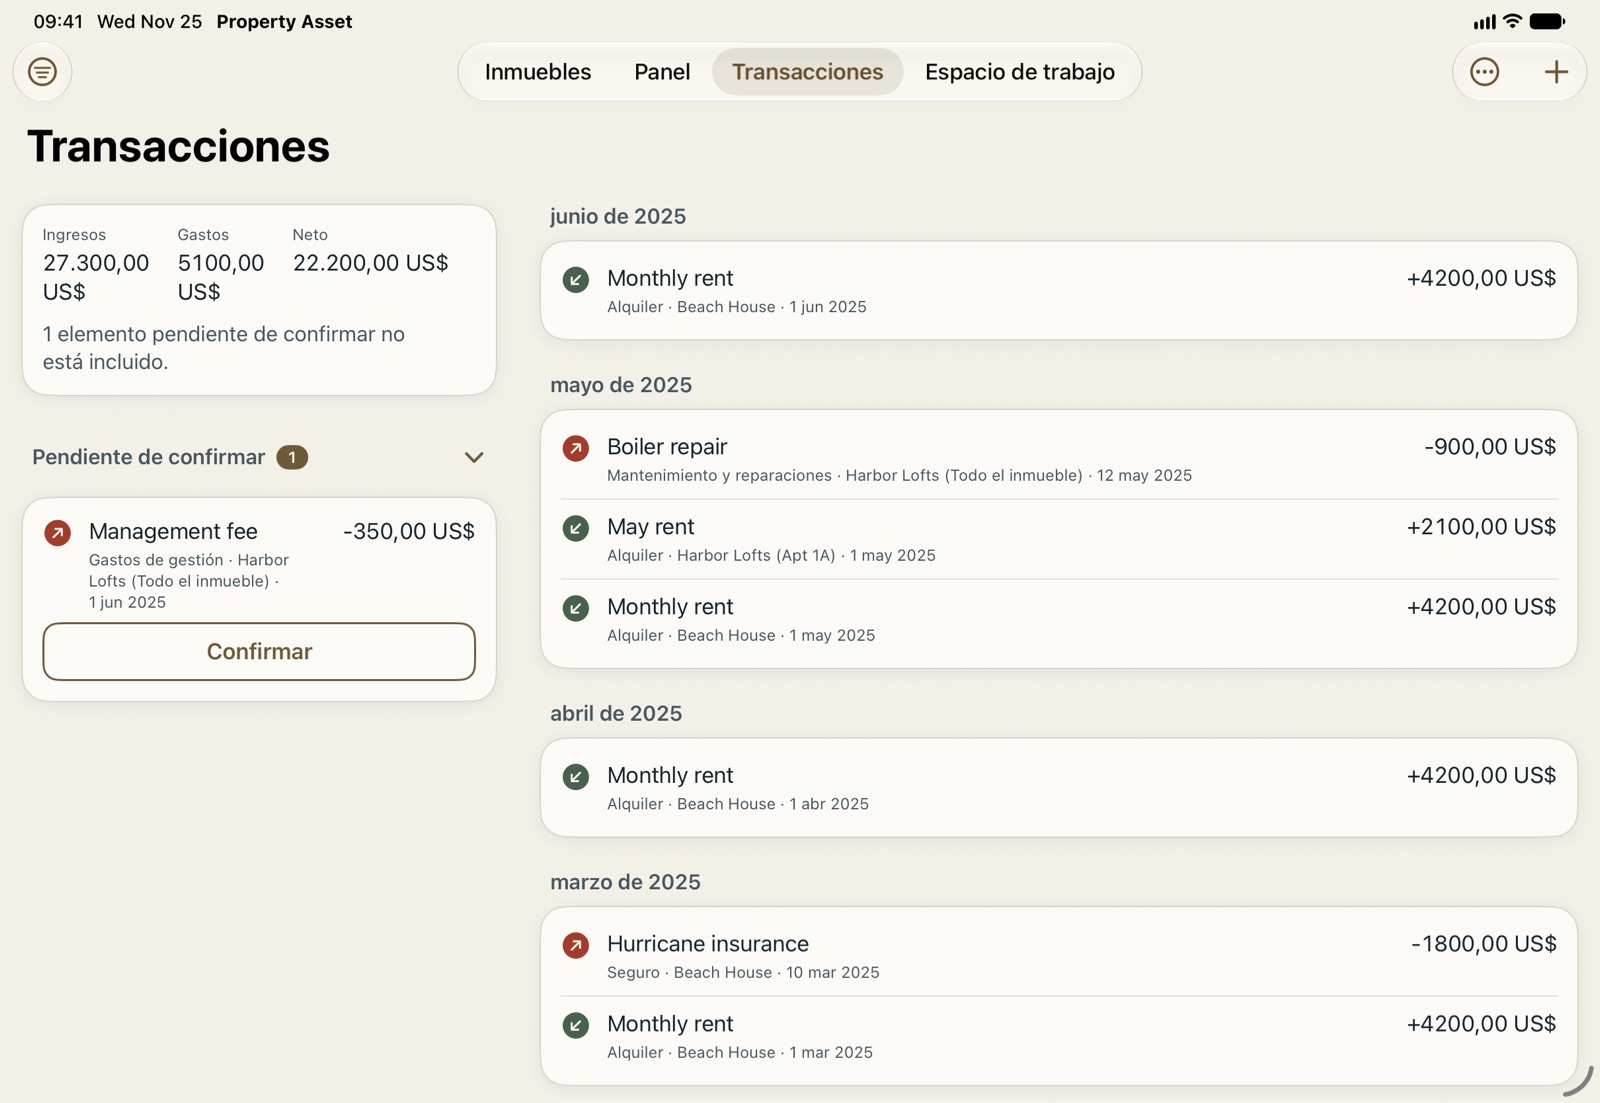 09:41 Wed Nov 25 Property Asset
Inmuebles Panel Transacciones Espacio de trabajo
Transacciones
Ingresos Gastos Neto
27.300,00 5100,00 22.200,00 US$
US$ US$
1 elemento pendiente de confirmar no
está incluido.
Pendiente de confirmar 1
Management fee -350,00 US$
Gastos de gestión · Harbor
Lofts (Todo el inmueble) ·
1 jun 2025
Confirmar
junio de 2025
Monthly rent +4200,00 US$
Alquiler · Beach House · 1 jun 2025
mayo de 2025
Boiler repair -900,00 US$
Mantenimiento y reparaciones · Harbor Lofts (Todo el inmueble) · 12 may 2025
May rent +2100,00 US$
Alquiler · Harbor Lofts (Apt 1A) · 1 may 2025
Monthly rent +4200,00 US$
Alquiler · Beach House · 1 may 2025
abril de 2025
Monthly rent +4200,00 US$
Alquiler · Beach House · 1 abr 2025
marzo de 2025
Hurricane insurance -1800,00 US$
Seguro · Beach House · 10 mar 2025
Monthly rent +4200,00 US$
Alquiler · Beach House · 1 mar 2025